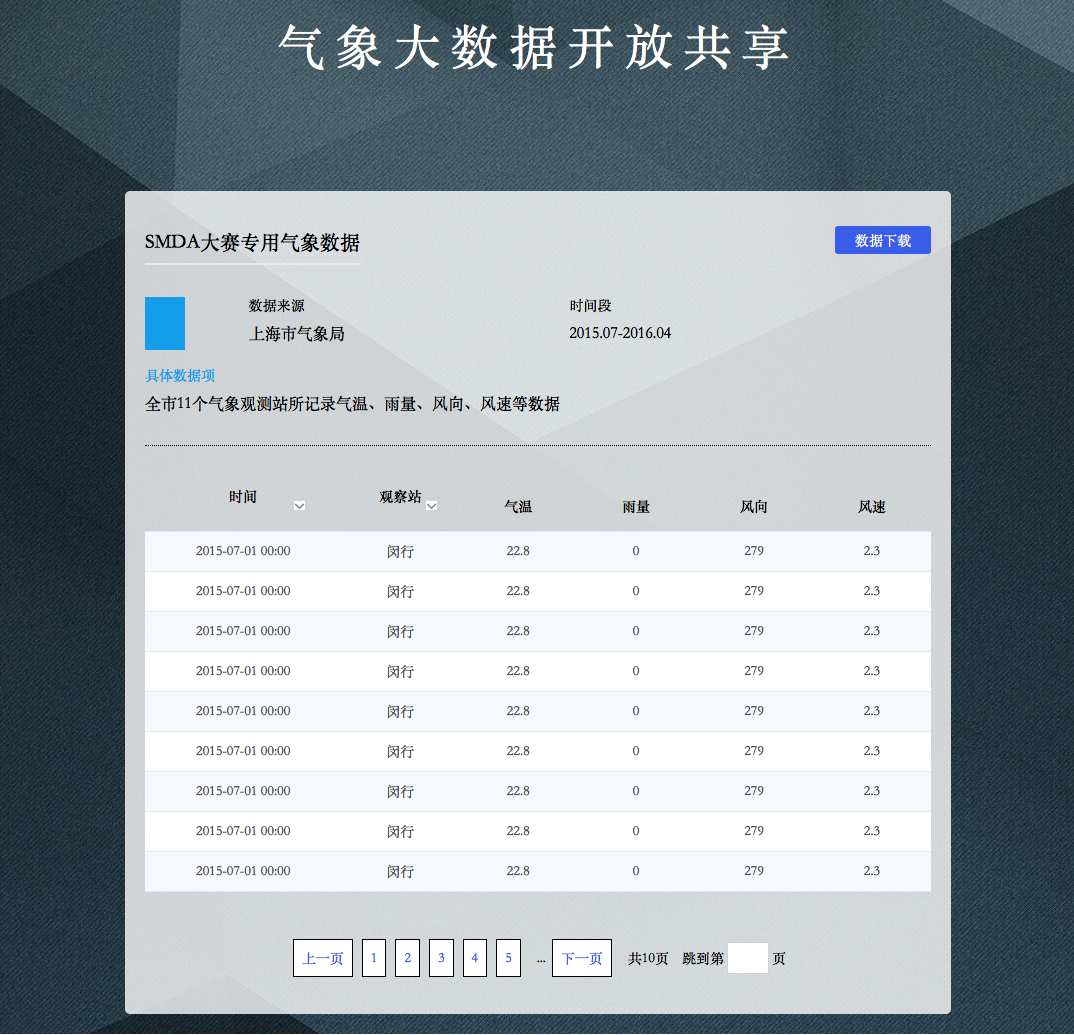 气象大数据开放共享
SMDA大赛专用气象数据
数据下载
数据来源 时间段
上海市气象局 2015.07-2016.04
具体数据项
全市11个气象观测站所记录气温、雨量、风向、风速等数据
时间 观察站 气温 雨量 风向 风速
2015-07-01 00:00 闵行 22.8 0 279 2.3
2015-07-01 00:00 闵行 22.8 0 279 2.3
2015-07-01 00:00 闵行 22.8 0 279 2.3
2015-07-01 00:00 闵行 22.8 0 279 2.3
2015-07-01 00:00 闵行 22.8 0 279 2.3
2015-07-01 00:00 闵行 22.8 0 279 2.3
2015-07-01 00:00 闵行 22.8 0 279 2.3
2015-07-01 00:00 闵行 22.8 0 279 2.3
2015-07-01 00:00 闵行 22.8 0 279 2.3
上一页 1 2 3 4 5 ... 下一页 共10页 跳到第 页